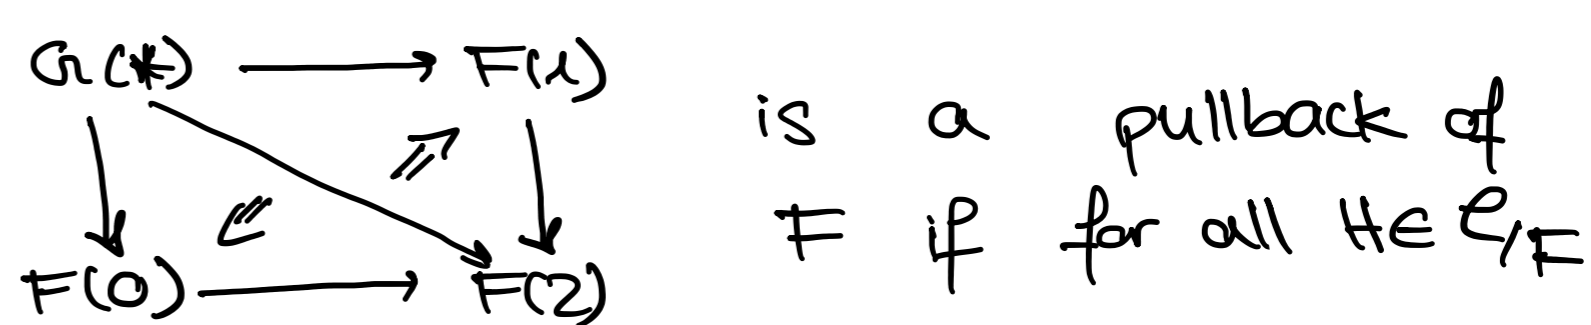 G(*) → F(1)
F(0) → F(2)
is a pullback of
F if for all H∈ C/F